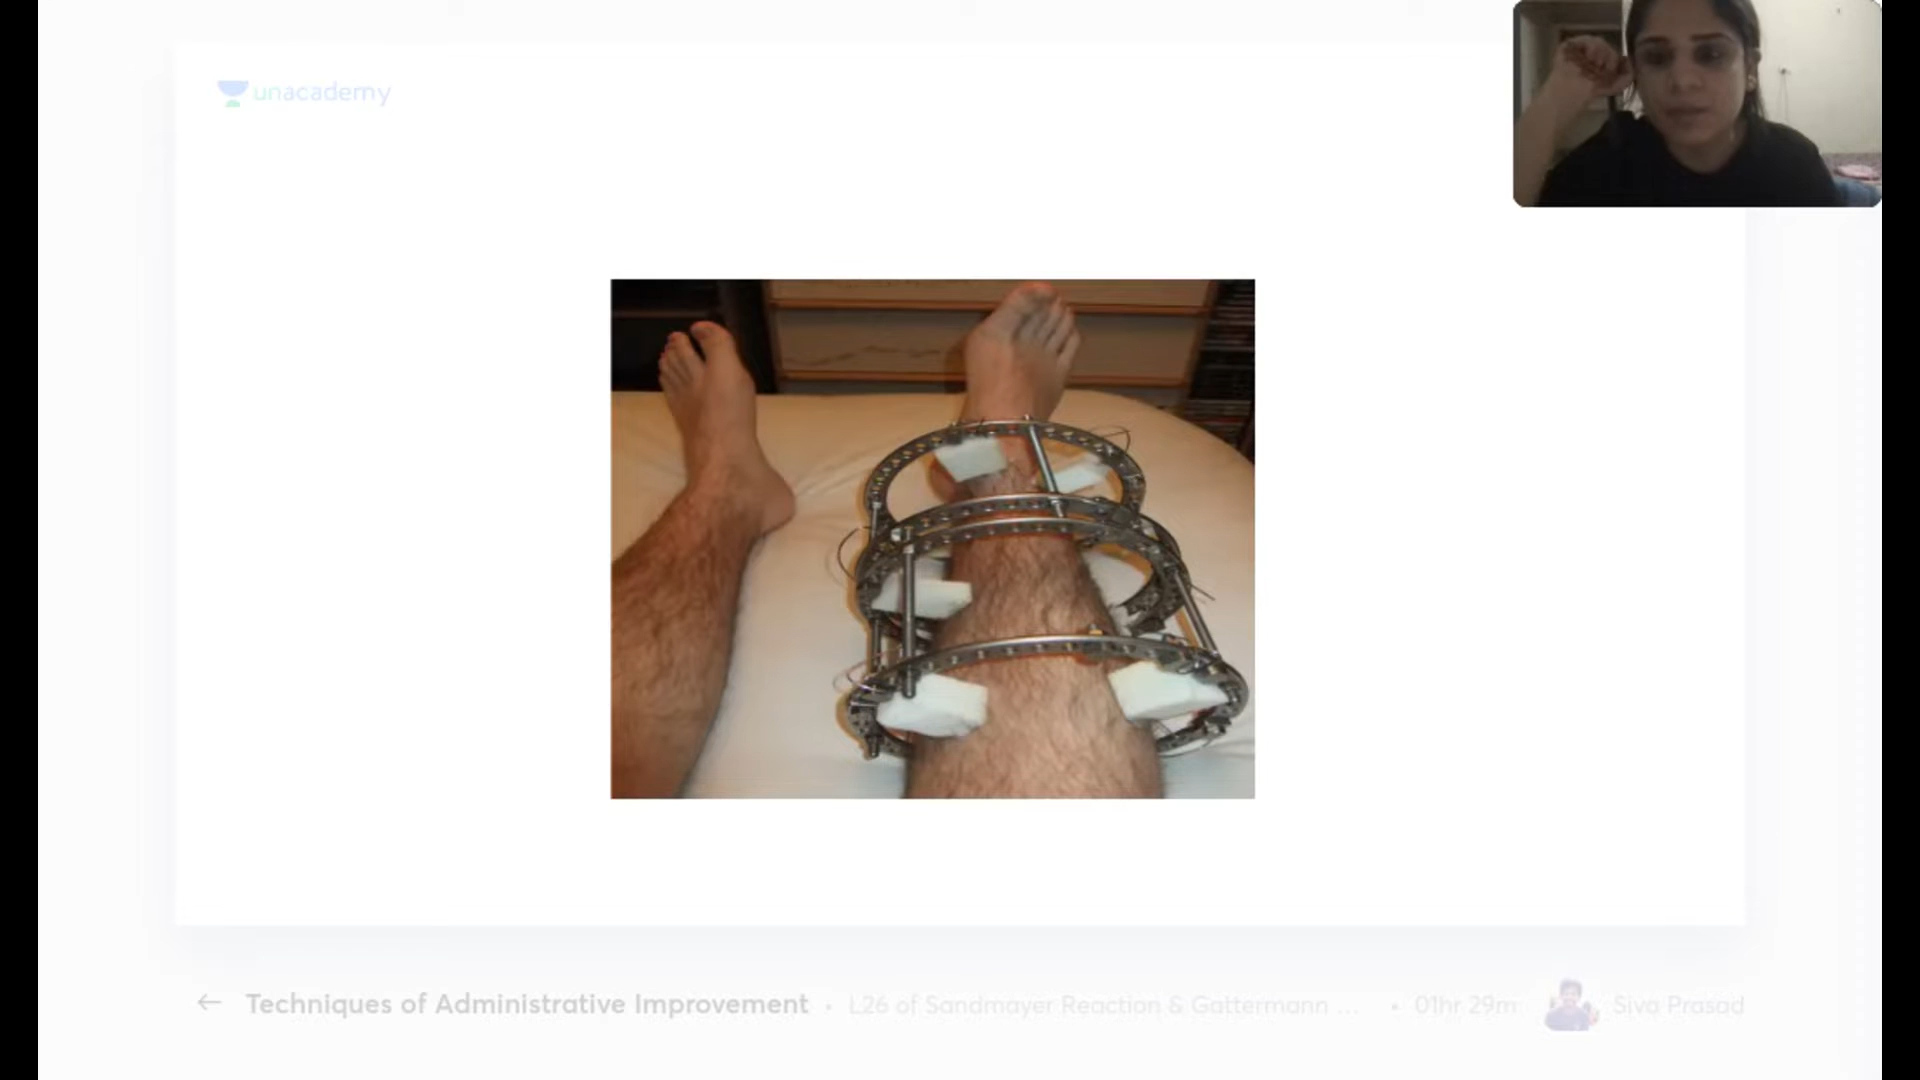 unacademy
← Techniques of Administrative Improvement • L26 of Sandmayer Reaction & Gattermann ... • 01hr 29m Siva Prasad